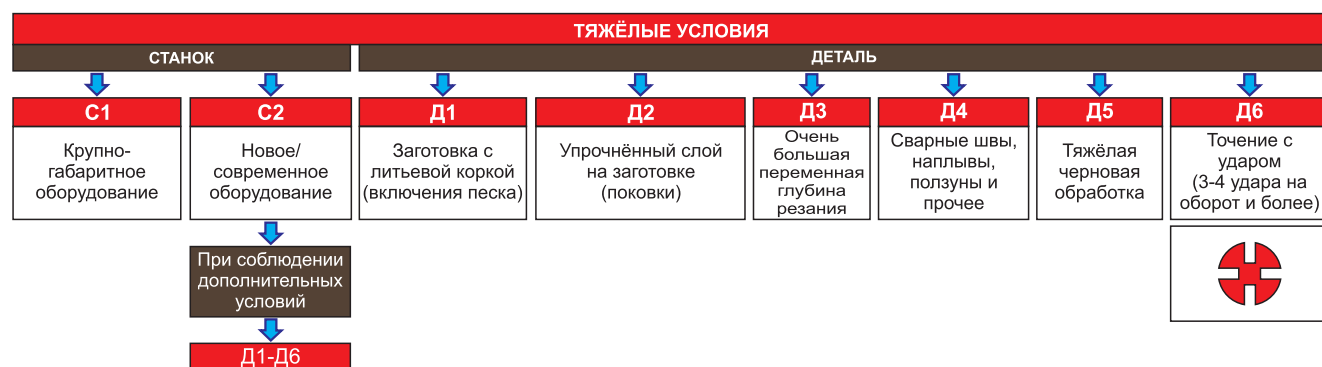 ТЯЖЁЛЫЕ УСЛОВИЯ
СТАНОК
ДЕТАЛЬ
С1
С2
Д1
Д2
Д3
Д4
Д5
Д6
Крупно-
габаритное
оборудование
Новое/
современное
оборудование
Заготовка с
литьевой коркой
(включения песка)
Упрочнённый слой
на заготовке
(поковки)
Очень
большая
переменная
глубина
резания
Сварные швы,
наплывы,
ползуны и
прочее
Тяжёлая
черновая
обработка
Точение с
ударом
(3-4 удара на
оборот и более)
При соблюдении
дополнительных
условий
Д1-Д6